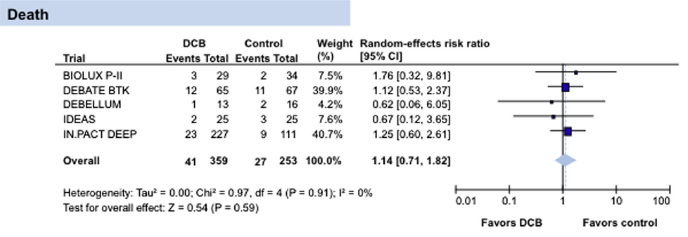 Death
DCB Control Weight Random-effects risk ratio
Trial Events Total Events Total (%) [95% CI]
BIOLUX P-II 3 29 2 34 7.5% 1.76 [0.32, 9.81]
DEBATE BTK 12 65 11 67 39.9% 1.12 [0.53, 2.37]
DEBELLUM 1 13 2 16 4.2% 0.62 [0.06, 6.05]
IDEAS 2 25 3 25 7.6% 0.67 [0.12, 3.65]
IN.PACT DEEP 23 227 9 111 40.7% 1.25 [0.60, 2.61]
Overall 41 359 27 253 100.0% 1.14 [0.71, 1.82]
Heterogeneity: Tau² = 0.00; Chi² = 0.97, df = 4 (P = 0.91); I² = 0%
Test for overall effect: Z = 0.54 (P = 0.59)
0.01 0.1 1 10 100
Favors DCB Favors control